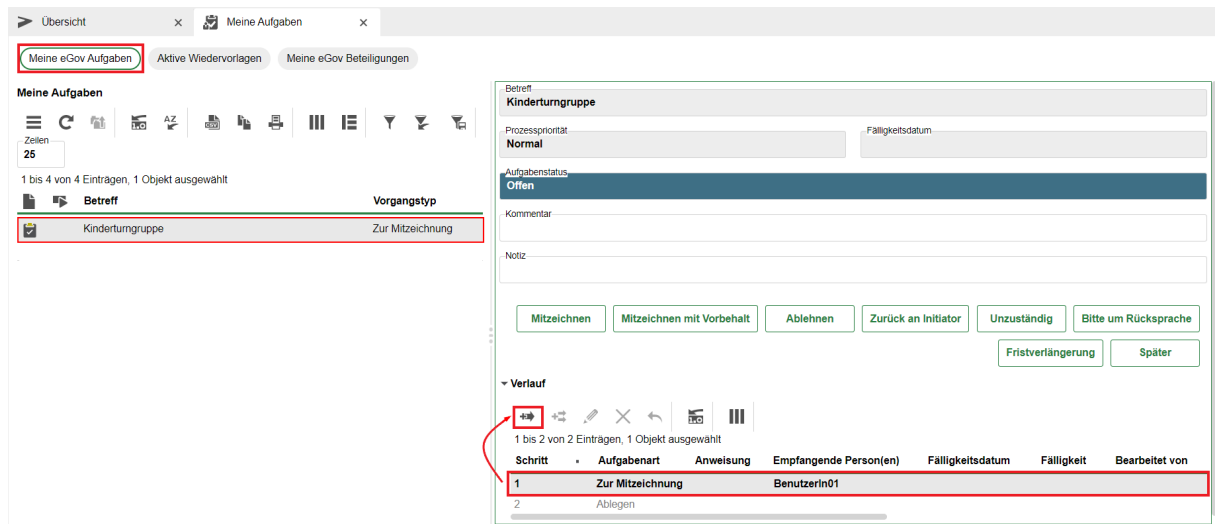 Übersicht
Meine Aufgaben
Meine eGov Aufgaben
Aktive Wiedervorlagen
Meine eGov Beteiligungen
Meine Aufgaben
Zeilen
25
1 bis 4 von 4 Einträgen, 1 Objekt ausgewählt
Betreff Vorgangstyp
Kinderturngruppe Zur Mitzeichnung
Betreff
Kinderturngruppe
Prozesspriorität Fälligkeitsdatum
Normal
Aufgabenstatus
Offen
Kommentar
Notiz
Mitzeichnen Mitzeichnen mit Vorbehalt Ablehnen Zurück an Initiator Unzuständig Bitte um Rücksprache
Fristverlängerung Später
Verlauf
1 bis 2 von 2 Einträgen, 1 Objekt ausgewählt
Schritt Aufgabenart Anweisung Empfangende Person(en) Fälligkeitsdatum Fälligkeit Bearbeitet von
1 Zur Mitzeichnung BenutzerIn01
2 Ablegen